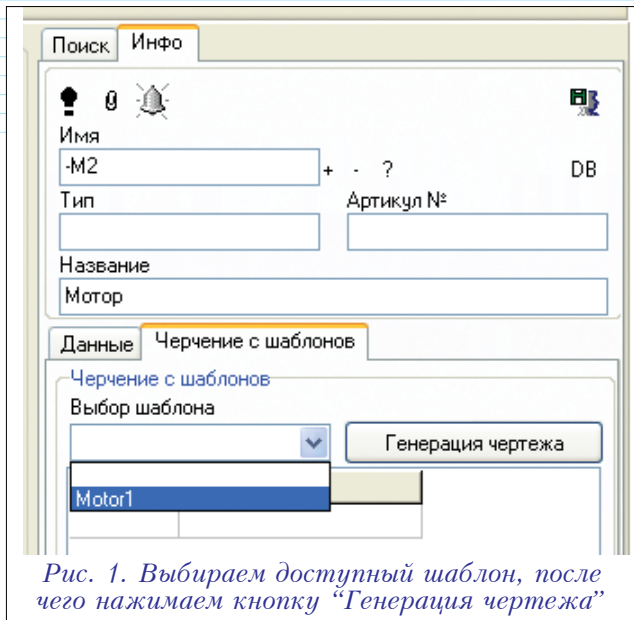 Поиск Инфо
Имя
-M2 + - ? DB
Тип Артикул №
Название
Мотор
Данные Черчение с шаблонов
Черчение с шаблонов
Выбор шаблона
Генерация чертежа
Motor1
Рис. 1. Выбираем доступный шаблон, после
чего нажимаем кнопку “Генерация чертежа”